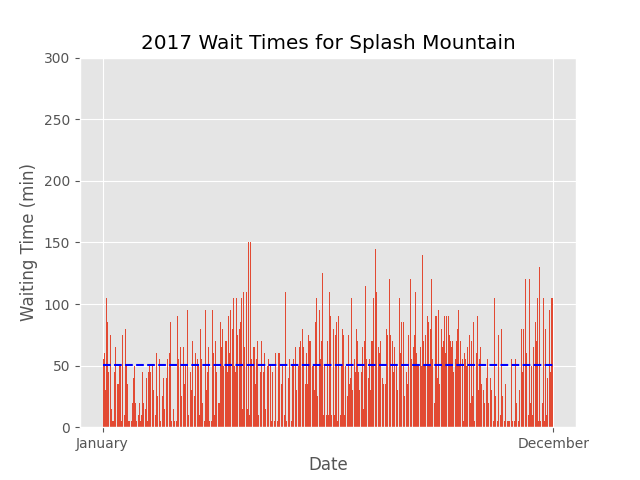 2017 Wait Times for Splash Mountain
300
250
200
150
100
50
0
Waiting Time (min)
January
December
Date